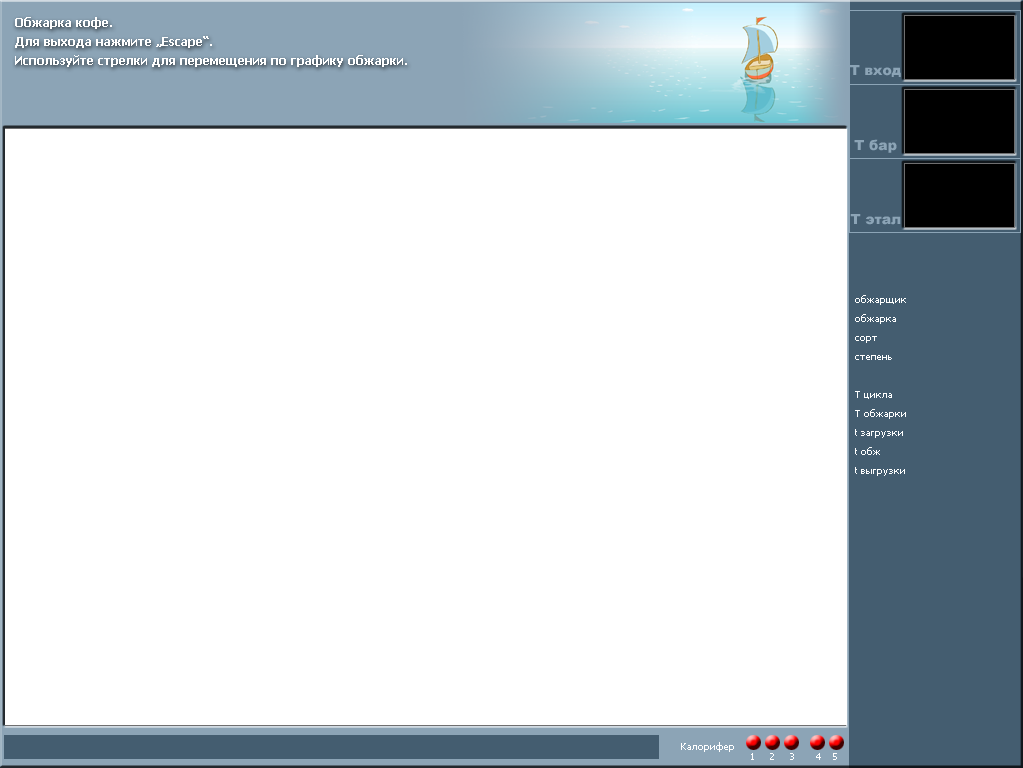 Обжарка кофе.
Для выхода нажмите „Escape“.
Используйте стрелки для перемещения по графику обжарки.
Т вход
Т бар
Т этал
обжарщик
обжарка
сорт
степень
Т цикла
Т обжарки
t загрузки
t обж
t выгрузки
Калорифер
1 2 3 4 5